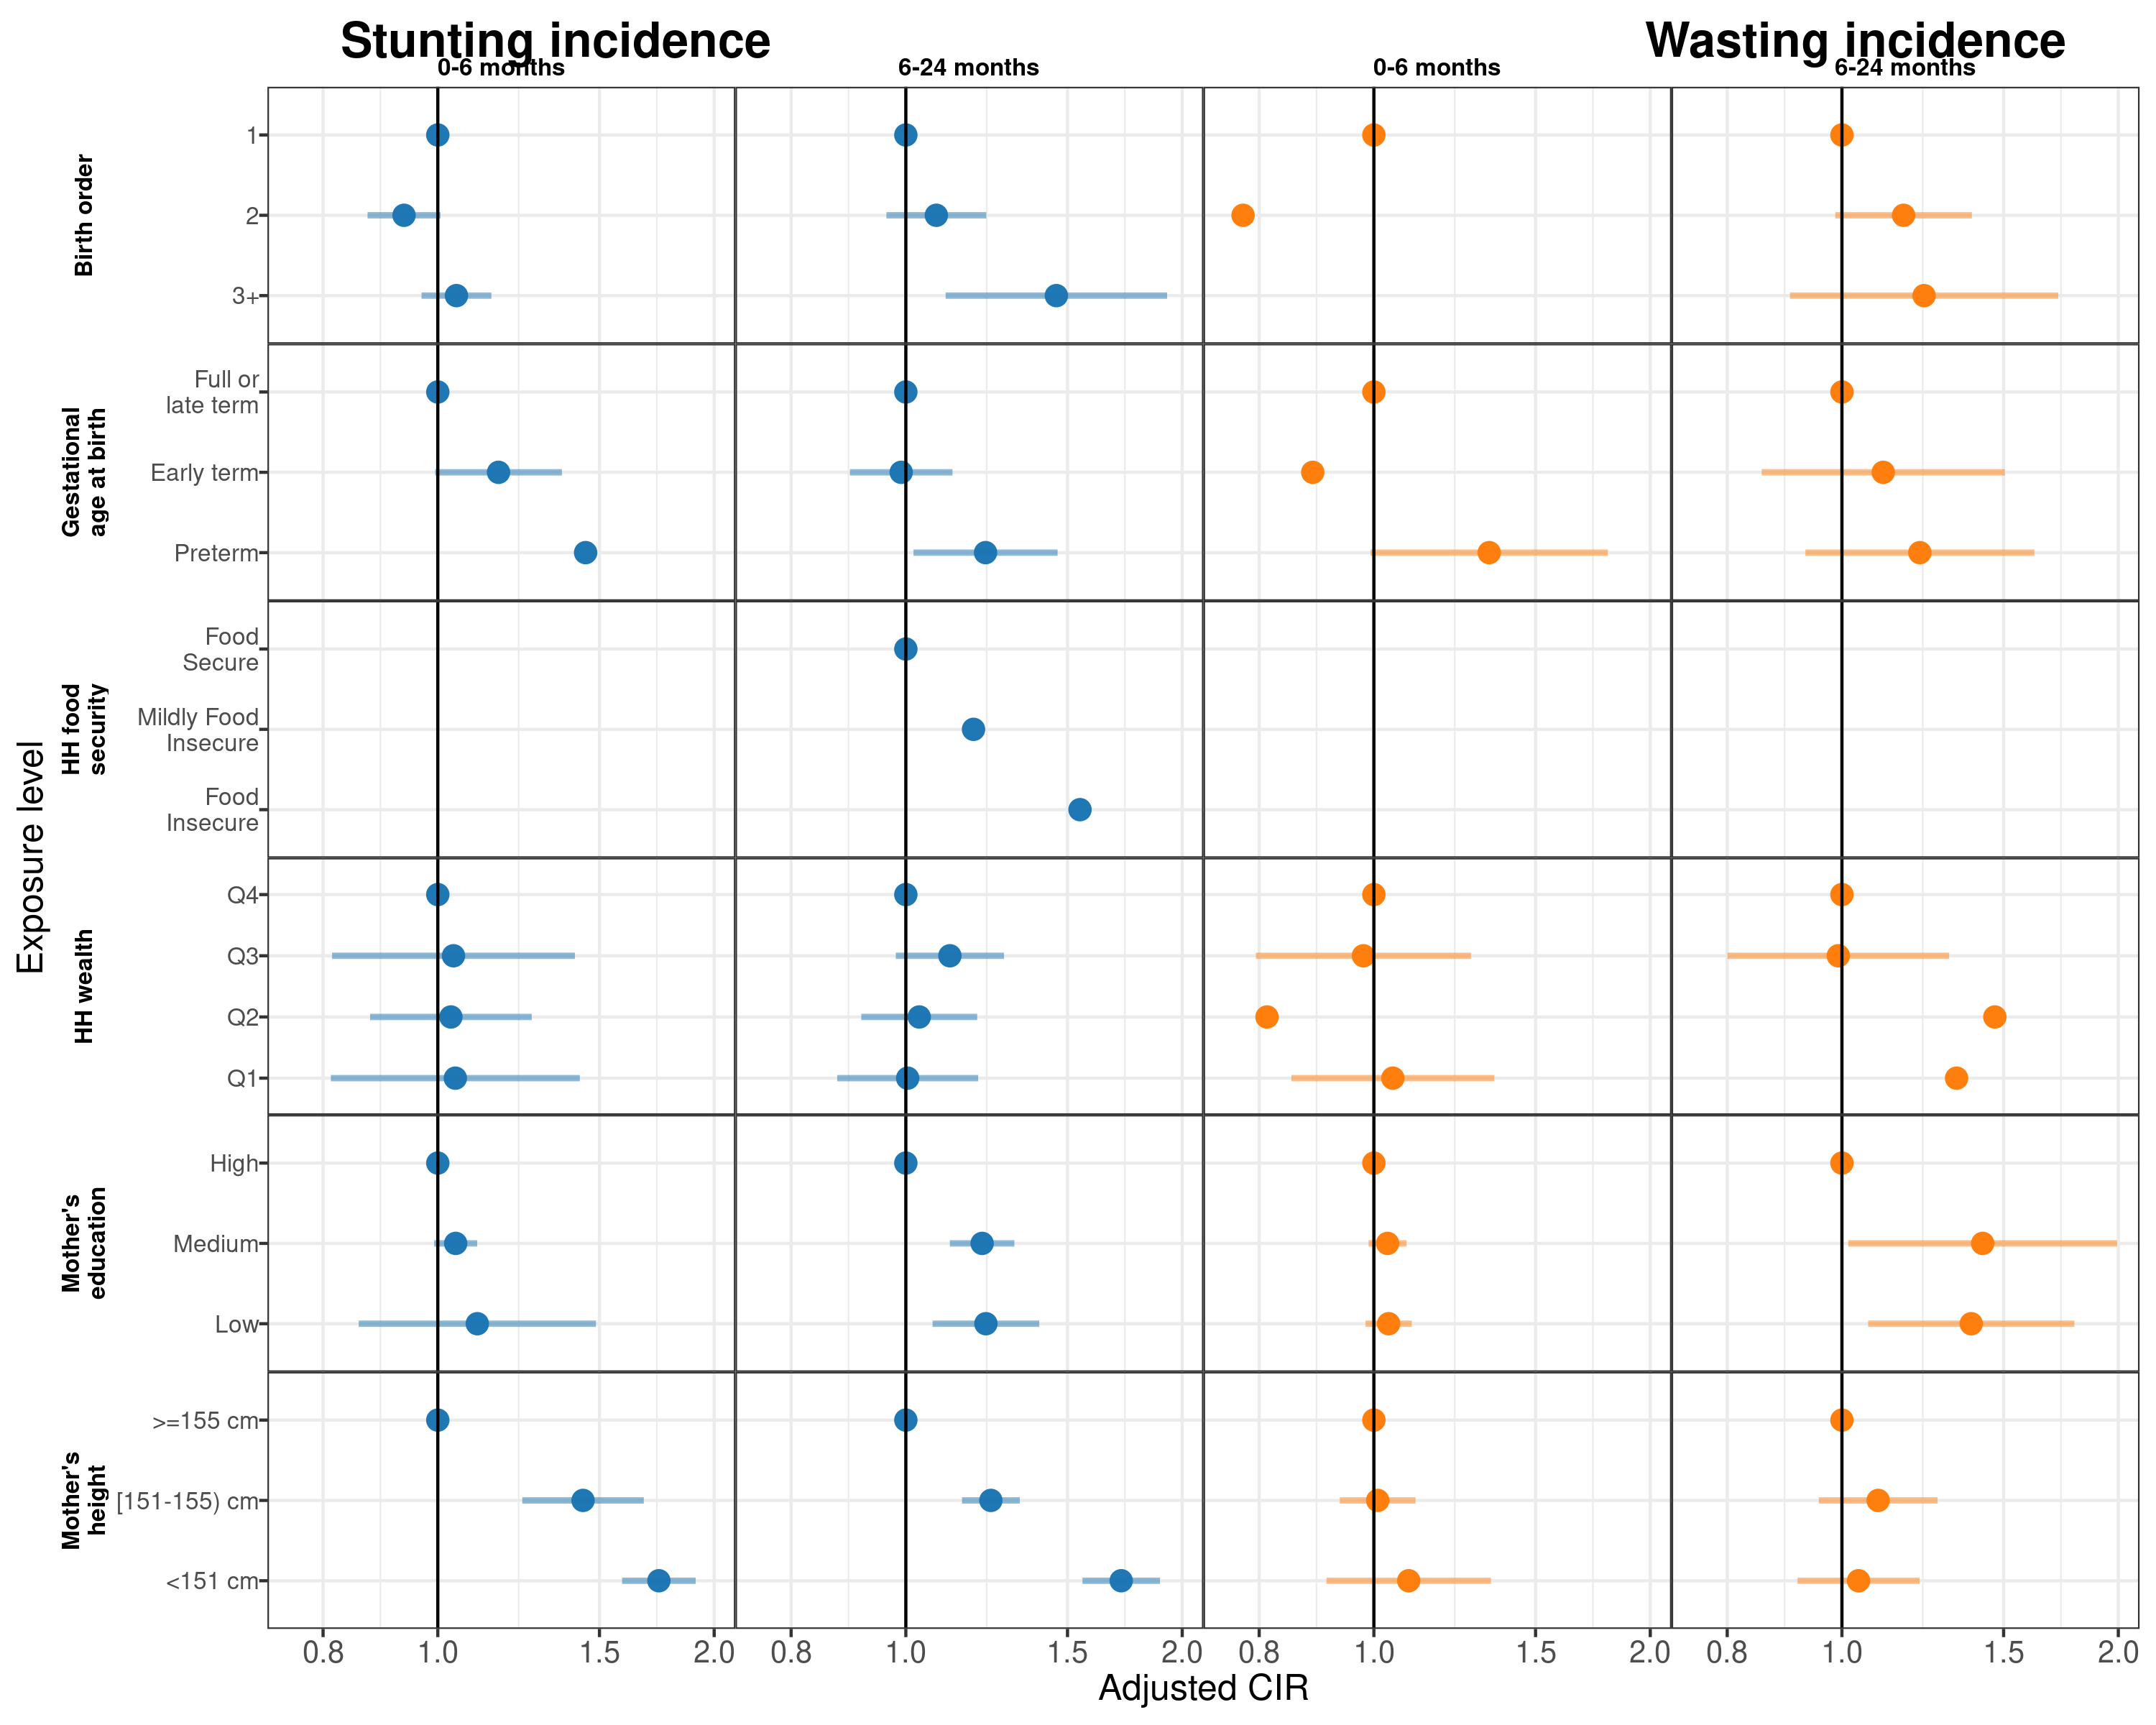 Stunting incidence
Wasting incidence
0-6 months
6-24 months
0-6 months
6-24 months
Exposure level
Birth order
1
2
3+
Gestational
age at birth
Full or
late term
Early term
Preterm
HH food
security
Food
Secure
Mildly Food
Insecure
Food
Insecure
HH wealth
Q4
Q3
Q2
Q1
Mother's
education
High
Medium
Low
Mother's
height
>=155 cm
[151-155) cm
<151 cm
0.8 1.0 1.5 2.0 0.8 1.0 1.5 2.0 0.8 1.0 1.5 2.0 0.8 1.0 1.5 2.0
Adjusted CIR